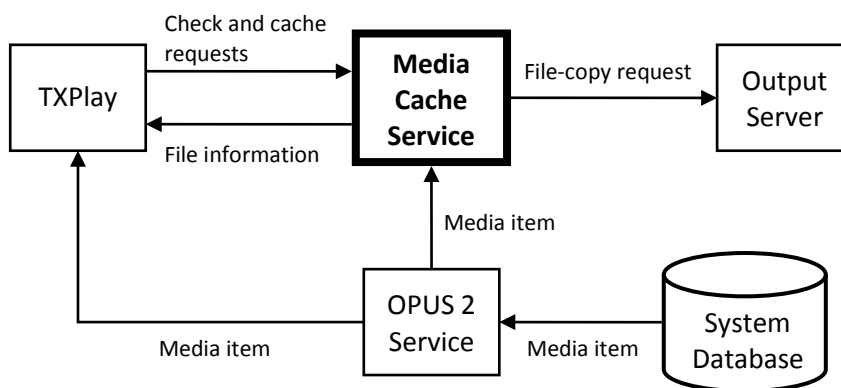 Check and cache
requests
TXPlay
Media
Cache
Service
File-copy request
Output
Server
File information
Media item
OPUS 2
Service
System
Database
Media item
Media item